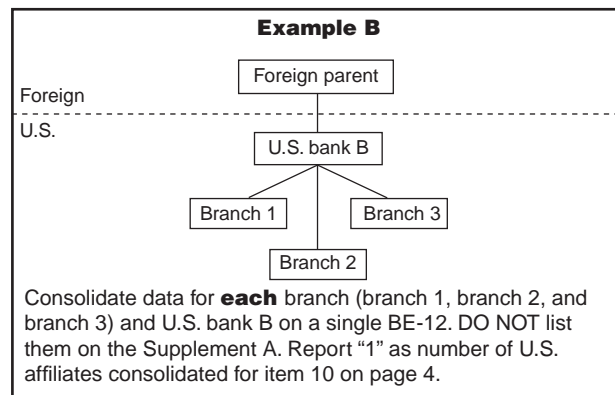 Example B
Foreign parent
Foreign
U.S.
U.S. bank B
Branch 1
Branch 3
Branch 2
Consolidate data for each branch (branch 1, branch 2, and
branch 3) and U.S. bank B on a single BE-12. DO NOT list
them on the Supplement A. Report “1” as number of U.S.
affiliates consolidated for item 10 on page 4.